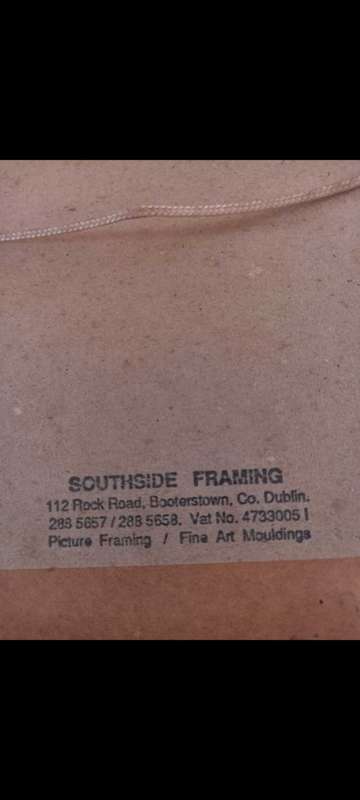 SOUTHSIDE FRAMING
112 Rock Road, Booterstown, Co. Dublin.
288 5657 / 288 5658. Vat No. 4733005 I
Picture Framing / Fine Art Mouldings